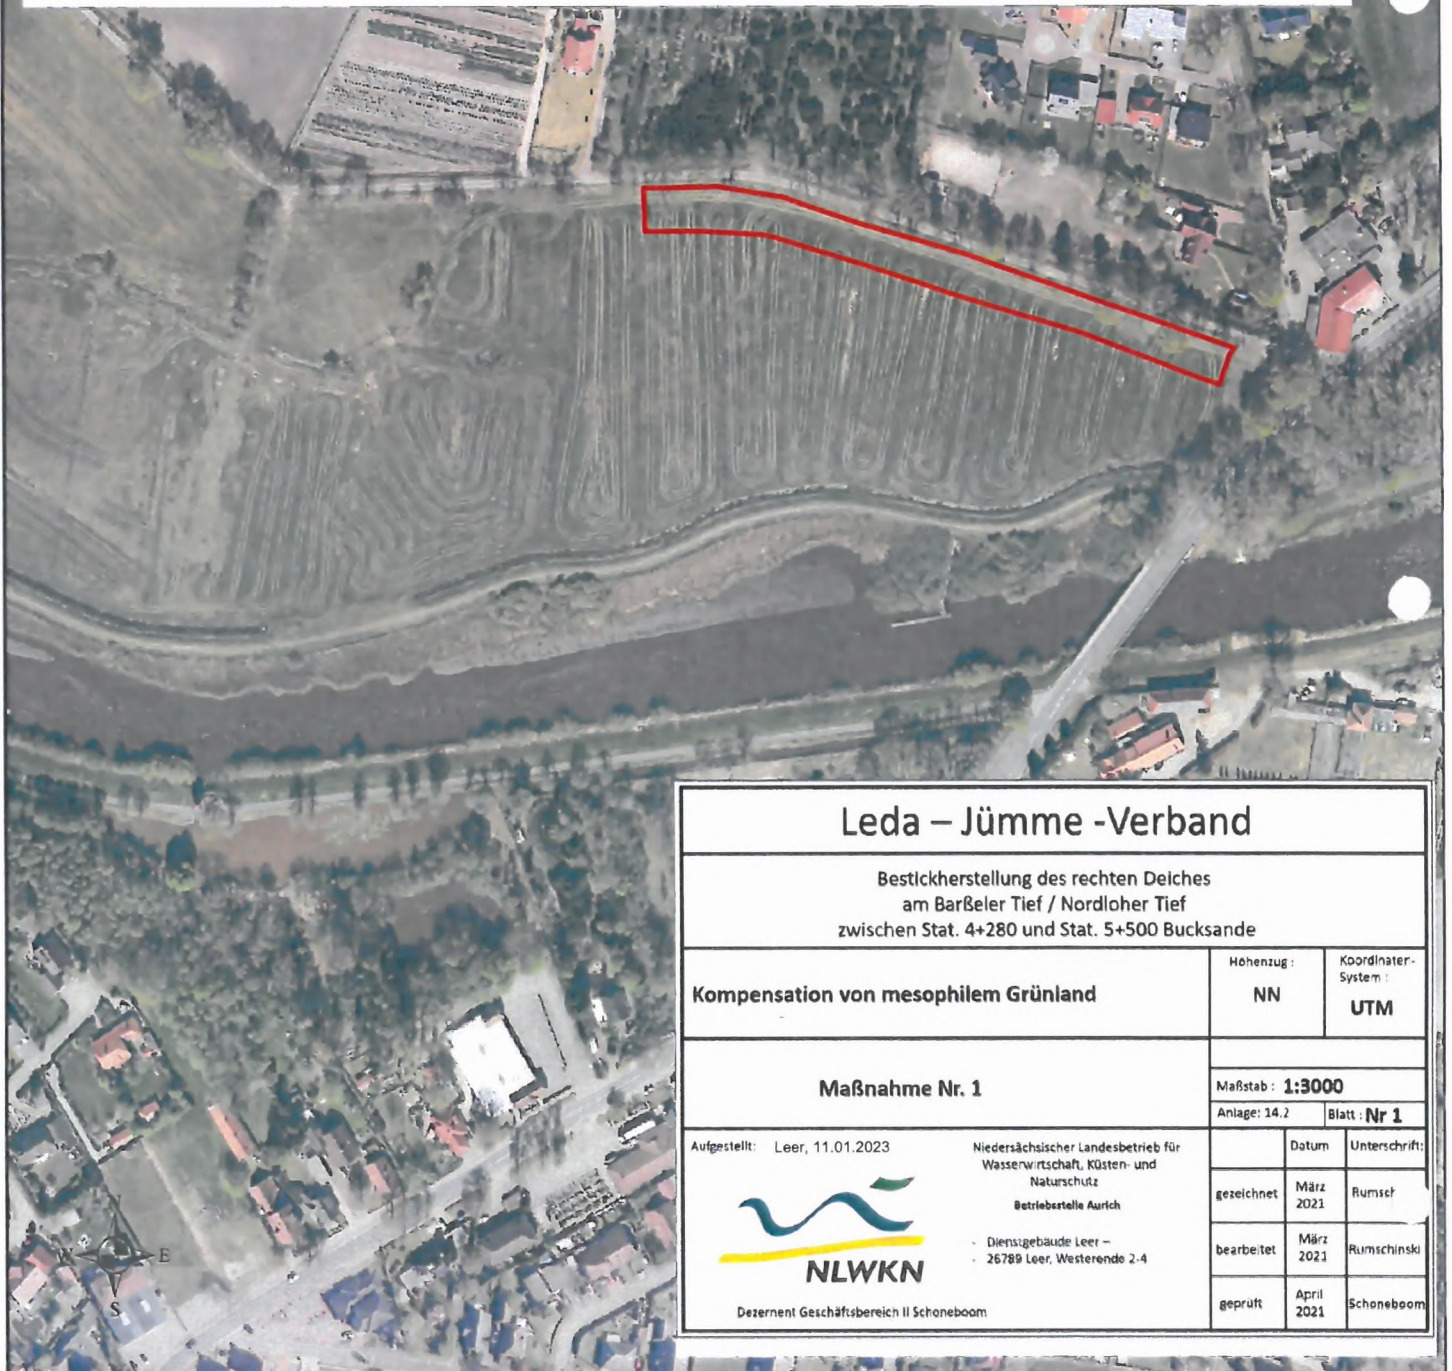 Leda – Jümme -Verband
Bestickherstellung des rechten Deiches
am Barßeler Tief / Nordloher Tief
zwischen Stat. 4+280 und Stat. 5+500 Bucksande
Kompensation von mesophilem Grünland
Höhenzug :
NN
Koordinaten-
System :
UTM
Maßnahme Nr. 1
Maßstab : 1:3000
Anlage: 14.2
Blatt : Nr 1
Aufgestellt: Leer, 11.01.2023
Niedersächsischer Landesbetrieb für
Wasserwirtschaft, Küsten- und
Naturschutz
Betriebsstelle Aurich
- Dienstgebäude Leer –
- 26789 Leer, Westerende 2-4
NLWKN
Dezernent Geschäftsbereich II Schoneboom
Datum
Unterschrift:
gezeichnet
März
2021
Rumsch
bearbeitet
März
2021
Rumschinski
geprüft
April
2021
Schoneboom
W
E
S